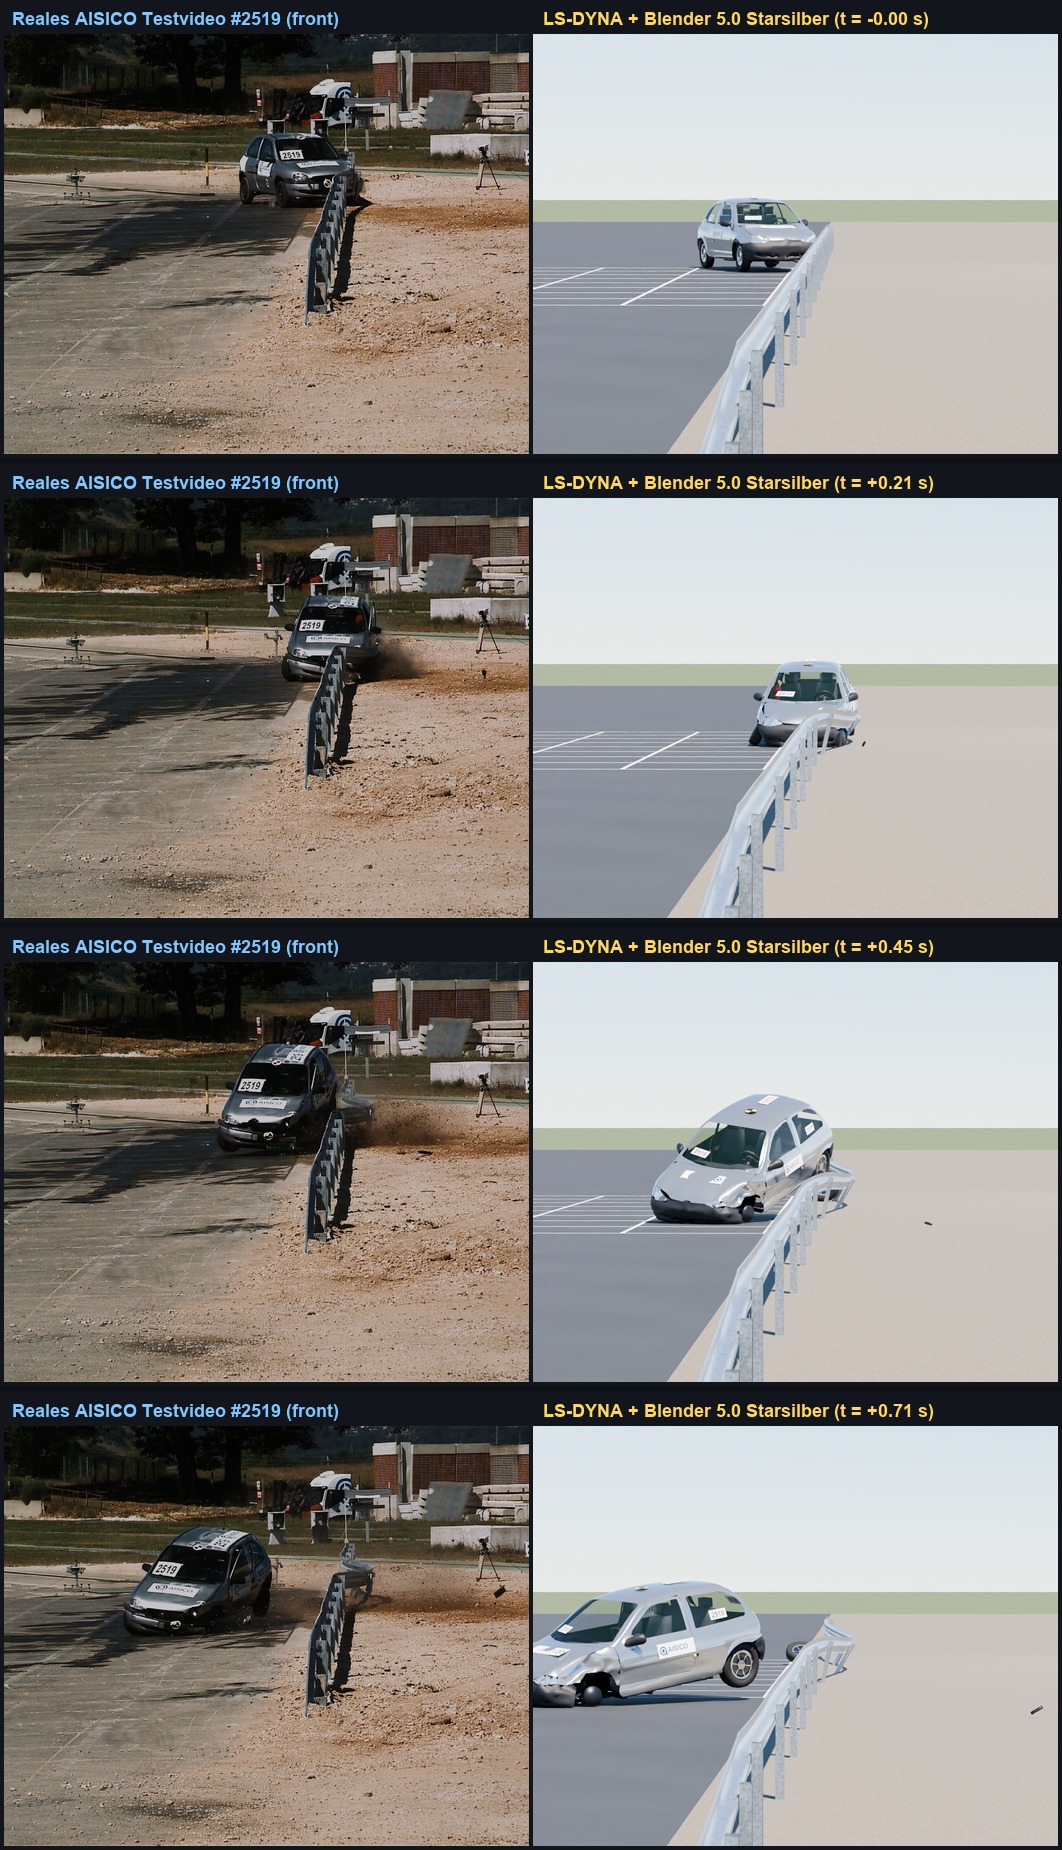 Reales AISICO Testvideo #2519 (front)
LS-DYNA + Blender 5.0 Starsilber (t = -0.00 s)
2519
Reales AISICO Testvideo #2519 (front)
LS-DYNA + Blender 5.0 Starsilber (t = +0.21 s)
2519
AISICO
Reales AISICO Testvideo #2519 (front)
LS-DYNA + Blender 5.0 Starsilber (t = +0.45 s)
2519
AISICO
Reales AISICO Testvideo #2519 (front)
LS-DYNA + Blender 5.0 Starsilber (t = +0.71 s)
2519
AISICO
2519
AISICO